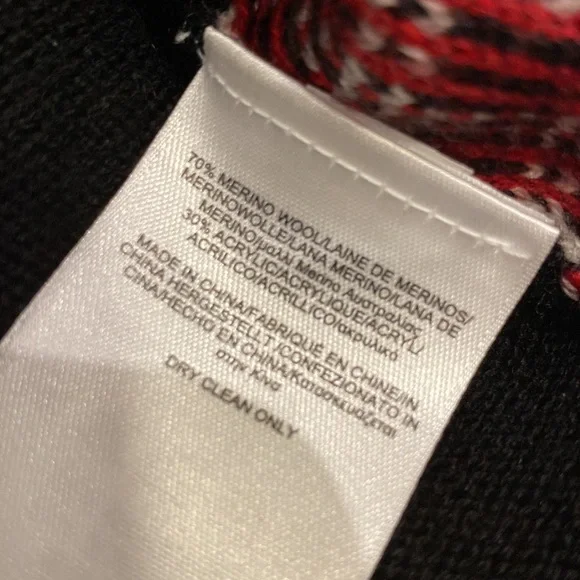 70% MERINO WOOL/LAINE DE MERINOS/
MERINOWOLLE/LANA MERINO/LANA DE
MERINO/μαλλί Merino Αυστραλίας
30% ACRYLIC/ACRYLIQUE/ACRYL/
ACRILICO/ACRILLICO/ακρυλικό
MADE IN CHINA/FABRIQUÉ EN CHINE/IN
CHINA HERGESTELLT/CONFEZIONATO IN
CINA/HECHO EN CHINA/Κατασκευάζεται
στην Κίνα
DRY CLEAN ONLY